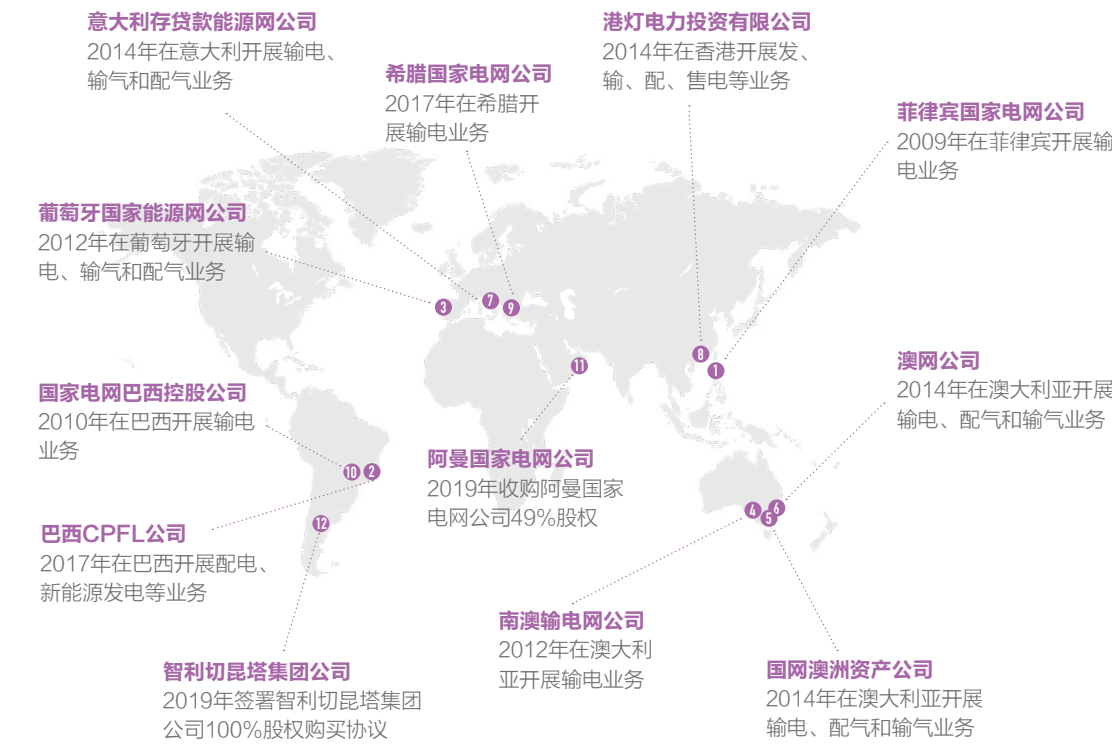 意大利存贷款能源网公司
2014年在意大利开展输电、
输气和配气业务
港灯电力投资有限公司
2014年在香港开展发、
输、配、售电等业务
希腊国家电网公司
2017年在希腊开
展输电业务
菲律宾国家电网公司
2009年在菲律宾开展输
电业务
葡萄牙国家能源网公司
2012年在葡萄牙开展输
电、输气和配气业务
3
7
9
8
1
11
澳网公司
2014年在澳大利亚开展
输电、配气和输气业务
国家电网巴西控股公司
2010年在巴西开展输电
业务
阿曼国家电网公司
2019年收购阿曼国家
电网公司49%股权
10
2
12
4
5
6
巴西CPFL公司
2017年在巴西开展配电、
新能源发电等业务
南澳输电网公司
2012年在澳大利
亚开展输电业务
智利切昆塔集团公司
2019年签署智利切昆塔集团
公司100%股权购买协议
国网澳洲资产公司
2014年在澳大利亚开展
输电、配气和输气业务